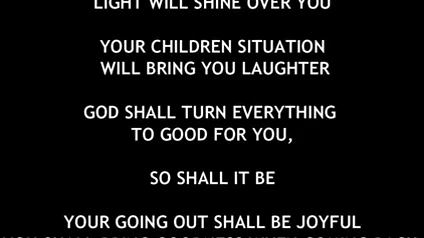 LIGHT WILL SHINE OVER YOU
YOUR CHILDREN SITUATION
WILL BRING YOU LAUGHTER
GOD SHALL TURN EVERYTHING
TO GOOD FOR YOU,
SO SHALL IT BE
YOUR GOING OUT SHALL BE JOYFUL